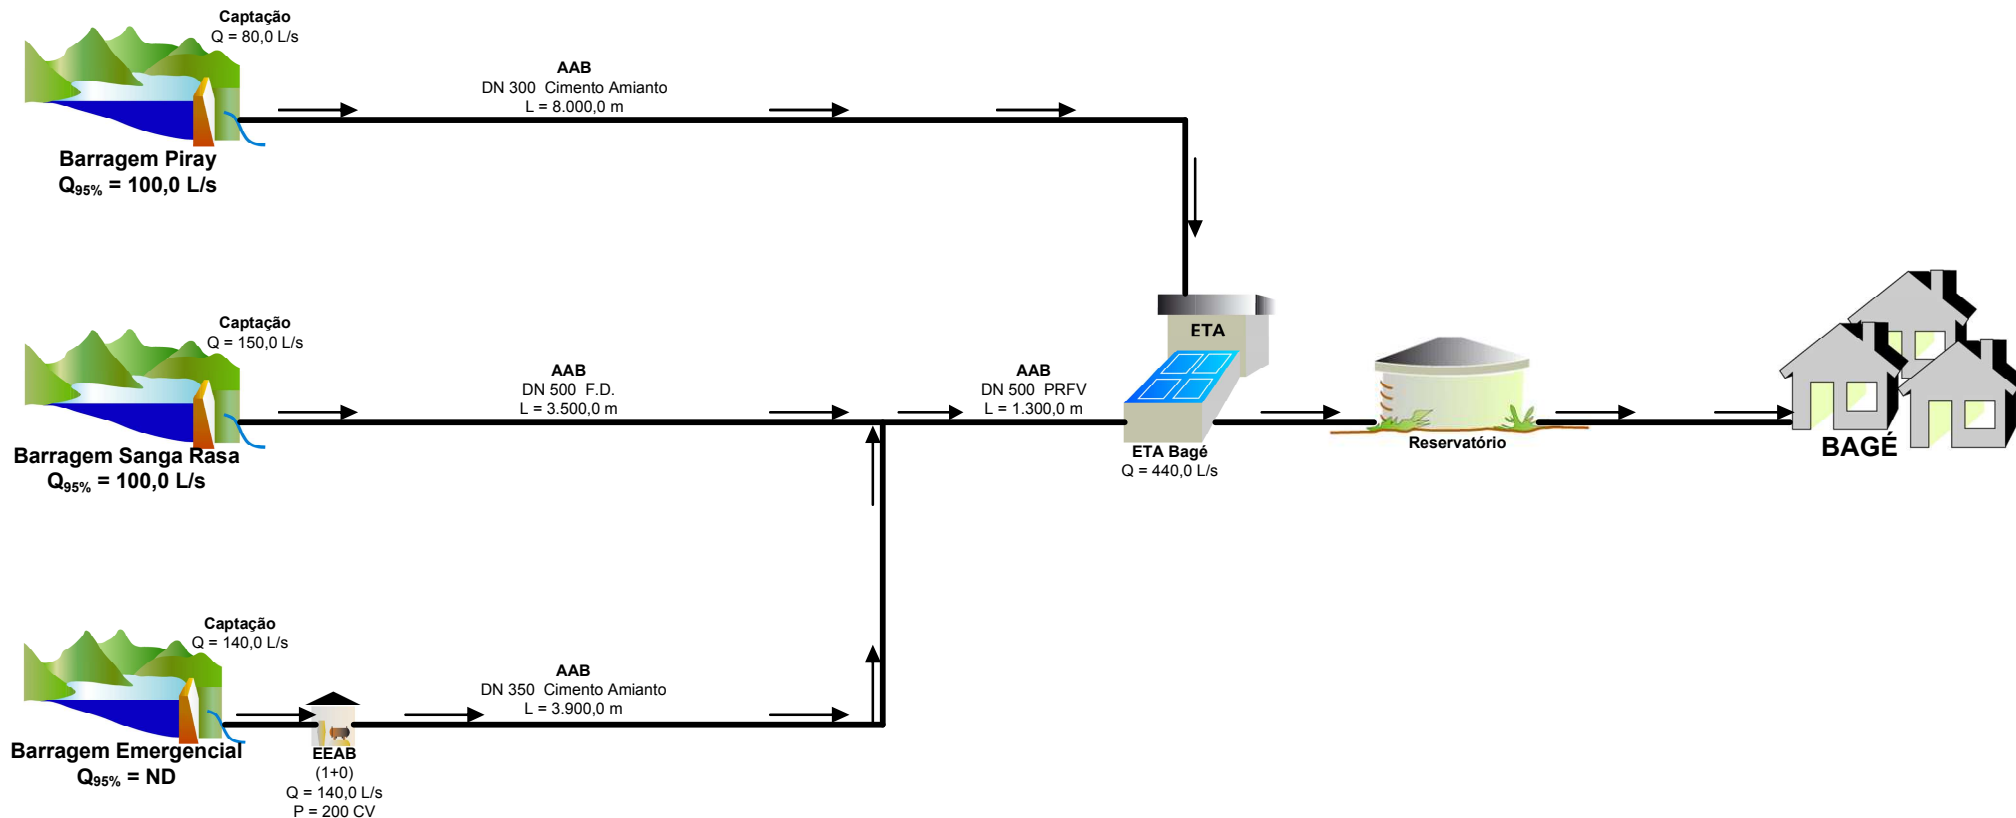 Captação
Q = 80,0 L/s
AAB
DN 300 Cimento Amianto
L = 8.000,0 m
Barragem Piray
Q95% = 100,0 L/s
ETA
Captação
Q = 150,0 L/s
AAB
DN 500 F.D.
L = 3.500,0 m
AAB
DN 500 PRFV
L = 1.300,0 m
Barragem Sanga Rasa
Q95% = 100,0 L/s
ETA Bagé
Q = 440,0 L/s
Reservatório
BAGÉ
Captação
Q = 140,0 L/s
AAB
DN 350 Cimento Amianto
L = 3.900,0 m
Barragem Emergencial
Q95% = ND
EEAB
(1+0)
Q = 140,0 L/s
P = 200 CV